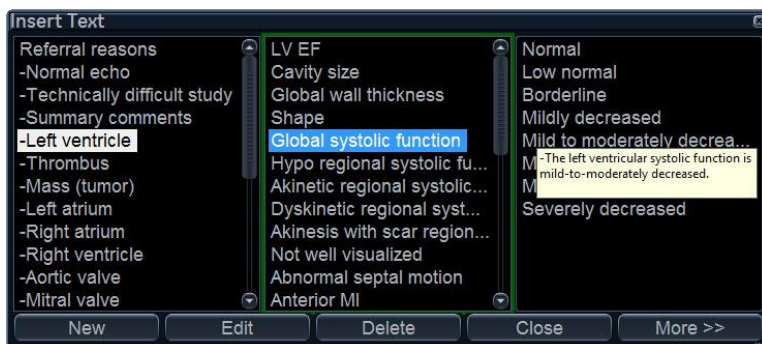 Insert Text
Referral reasons
-Normal echo
-Technically difficult study
-Summary comments
-Left ventricle
-Thrombus
-Mass (tumor)
-Left atrium
-Right atrium
-Right ventricle
-Aortic valve
-Mitral valve
LV EF
Cavity size
Global wall thickness
Shape
Global systolic function
Hypo regional systolic fu...
Akinetic regional systolic...
Dyskinetic regional syst...
Akinesis with scar region...
Not well visualized
Abnormal septal motion
Anterior MI
Normal
Low normal
Borderline
Mildly decreased
Mild to moderately decrea...
-The left ventricular systolic function is
mild-to-moderately decreased.
Severely decreased
New Edit Delete Close More >>